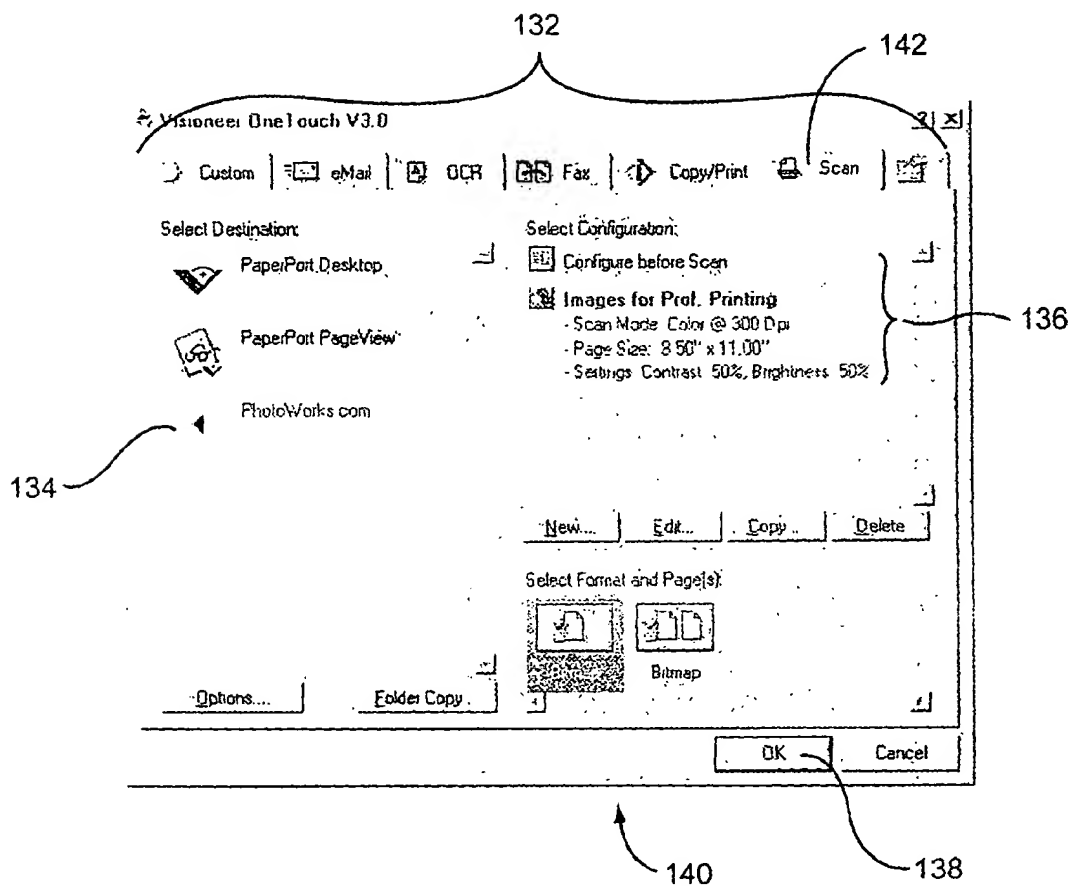 132
142
Visioneer OneTouch V3.0
Custom eMail OCR Fax Copy/Print Scan
Select Destination:
Select Configuration:
PaperPort Desktop
Configure before Scan
Images for Prof. Printing
- Scan Mode: Color @ 300 Dpi
136
PaperPort PageView
- Page Size: 8.50" x 11.00"
- Settings: Contrast 50%, Brightness 50%
PhotoWorks.com
134
New... Edit... Copy... Delete
Select Format and Page(s):
Bitmap
Options.... Folder Copy...
OK Cancel
140
138